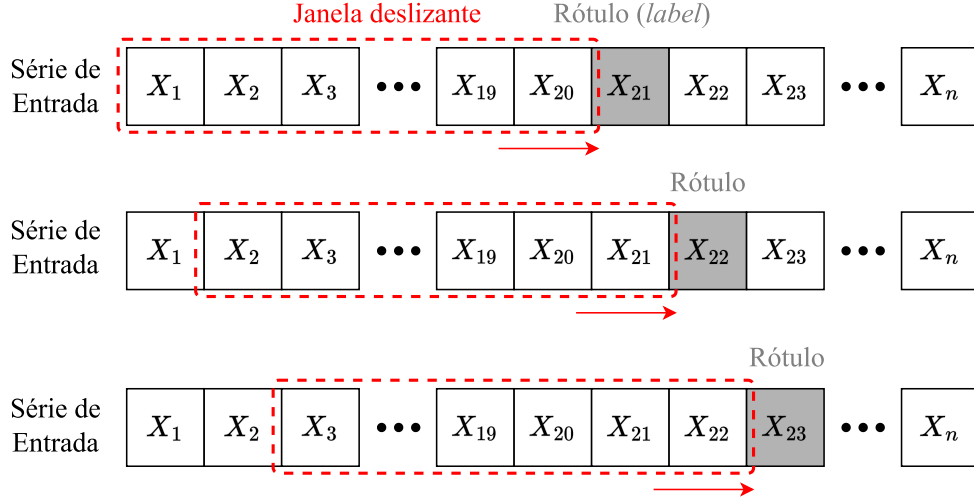 Janela deslizante Rótulo (label)
Série de Entrada X₁ X₂ X₃ ••• X₁₉ X₂₀ X₂₁ X₂₂ X₂₃ ••• Xₙ
Rótulo
Série de Entrada X₁ X₂ X₃ ••• X₁₉ X₂₀ X₂₁ X₂₂ X₂₃ ••• Xₙ
Rótulo
Série de Entrada X₁ X₂ X₃ ••• X₁₉ X₂₀ X₂₁ X₂₂ X₂₃ ••• Xₙ